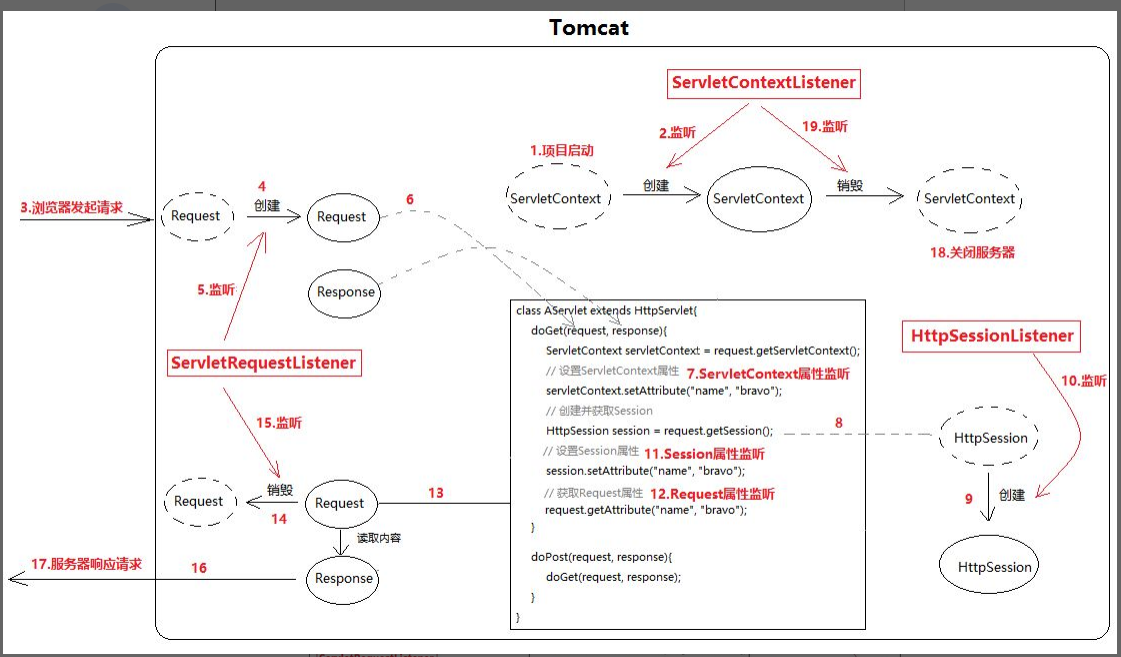 Tomcat
ServletContextListener
2.监听
19.监听
1.项目启动
ServletContext
创建
ServletContext
销毁
ServletContext
18.关闭服务器
3.浏览器发起请求
Request
4
创建
Request
6
5.监听
Response
ServletRequestListener
15.监听
Request
销毁
14
Request
13
读取内容
Response
16
17.服务器响应请求
class AServlet extends HttpServlet{
doGet(request, response){
ServletContext servletContext = request.getServletContext();
// 设置ServletContext属性 7.ServletContext属性监听
servletContext.setAttribute("name", "bravo");
// 创建并获取Session
HttpSession session = request.getSession();
// 设置Session属性 11.Session属性监听
session.setAttribute("name", "bravo");
// 获取Request属性 12.Request属性监听
request.getAttribute("name", "bravo");
}
doPost(request, response){
doGet(request, response);
}
}
8
HttpSessionListener
10.监听
HttpSession
9
创建
HttpSession